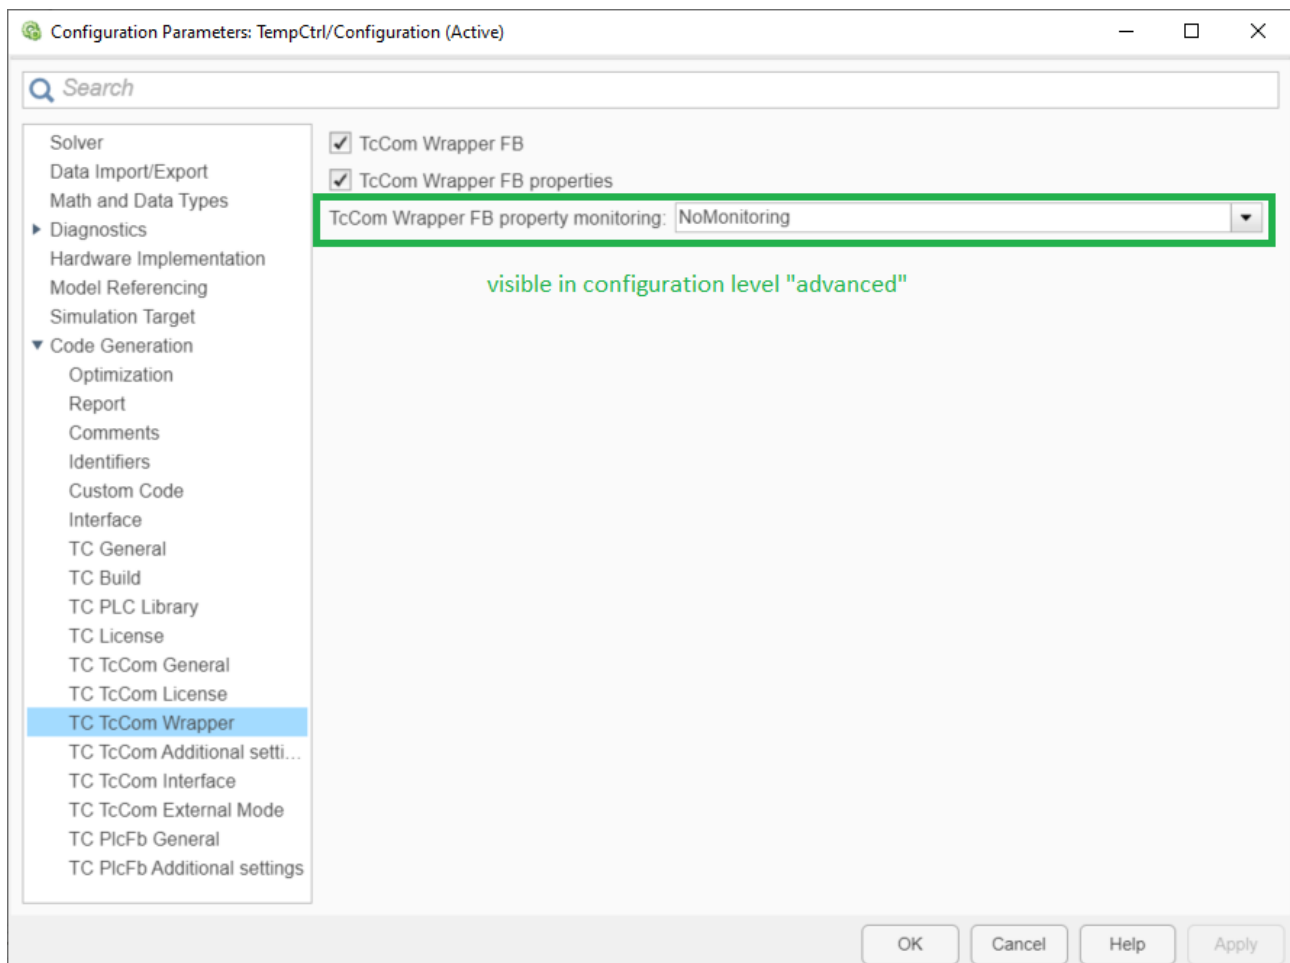 Configuration Parameters: TempCtrl/Configuration (Active)
Search
Solver
Data Import/Export
Math and Data Types
Diagnostics
Hardware Implementation
Model Referencing
Simulation Target
Code Generation
Optimization
Report
Comments
Identifiers
Custom Code
Interface
TC General
TC Build
TC PLC Library
TC License
TC TcCom General
TC TcCom License
TC TcCom Wrapper
TC TcCom Additional setti...
TC TcCom Interface
TC TcCom External Mode
TC PlcFb General
TC PlcFb Additional settings
TcCom Wrapper FB
TcCom Wrapper FB properties
TcCom Wrapper FB property monitoring: NoMonitoring
visible in configuration level "advanced"
OK Cancel Help Apply